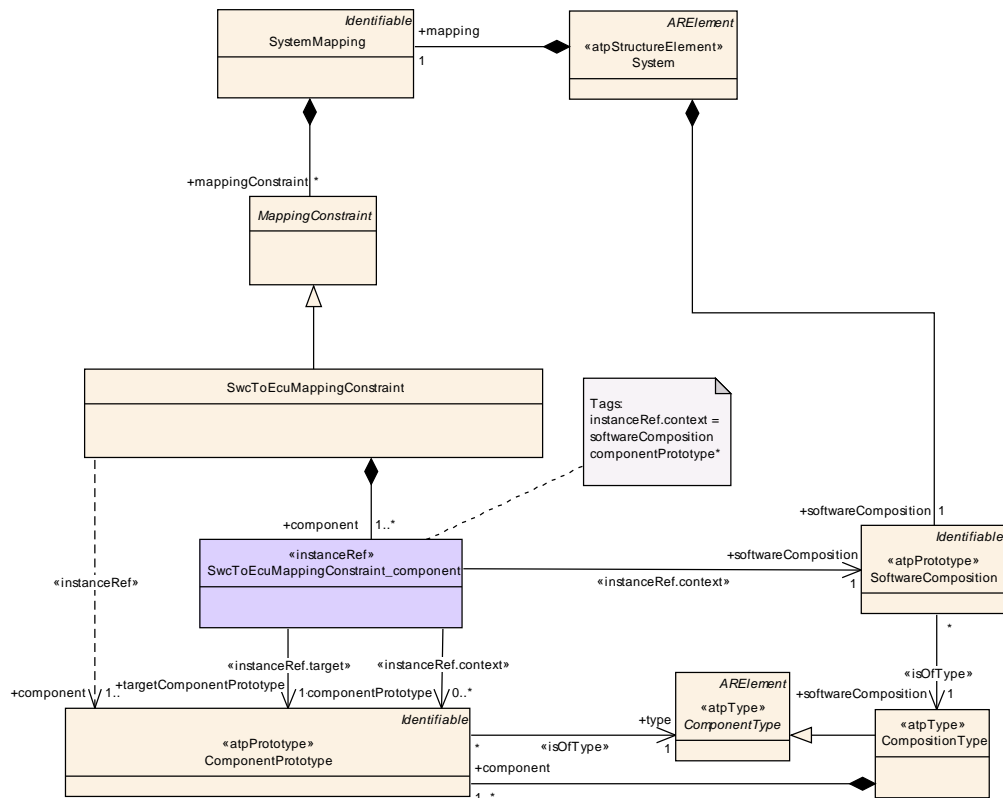 Identifiable
SystemMapping
+mapping
1
ARElement
«atpStructureElement»
System
+mappingConstraint
*
MappingConstraint
SwcToEcuMappingConstraint
Tags:
instanceRef.context =
softwareComposition
componentPrototype*
+component
1..*
+softwareComposition
1
«instanceRef»
SwcToEcuMappingConstraint_component
+softwareComposition
1
«instanceRef.context»
Identifiable
«atpPrototype»
SoftwareComposition
«instanceRef»
*
«instanceRef.target»
«instanceRef.context»
«isOfType»
+component
1..
+targetComponentPrototype
1
componentPrototype
0..*
+softwareComposition
1
Identifiable
«atpPrototype»
ComponentPrototype
+type
1
*
«isOfType»
ARElement
«atpType»
ComponentType
«atpType»
CompositionType
+component
1..*